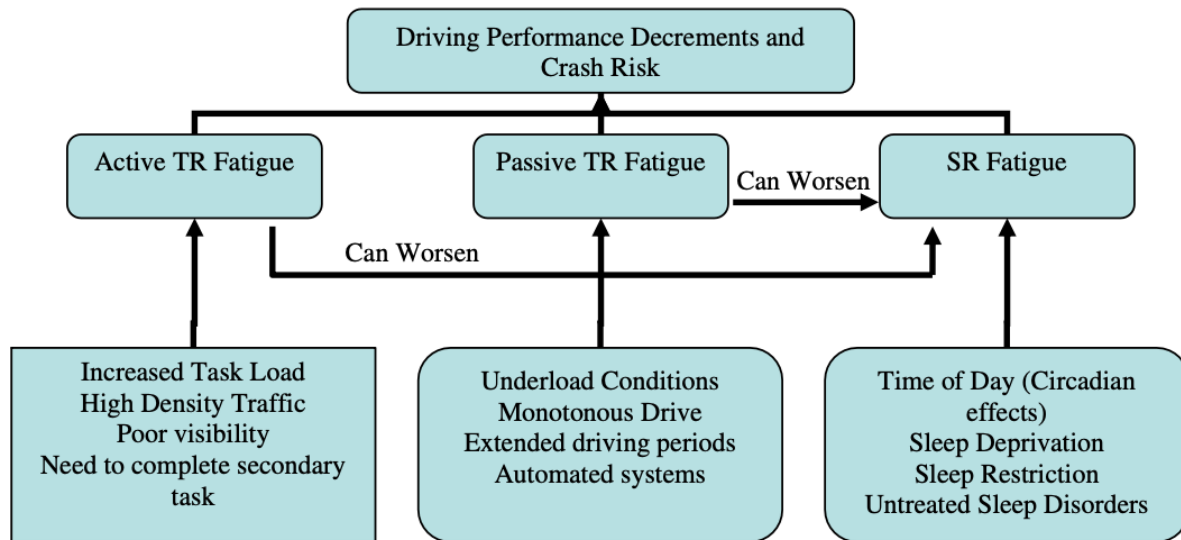 Driving Performance Decrements and
Crash Risk
Active TR Fatigue
Passive TR Fatigue
SR Fatigue
Can Worsen
Can Worsen
Increased Task Load
High Density Traffic
Poor visibility
Need to complete secondary
task
Underload Conditions
Monotonous Drive
Extended driving periods
Automated systems
Time of Day (Circadian
effects)
Sleep Deprivation
Sleep Restriction
Untreated Sleep Disorders